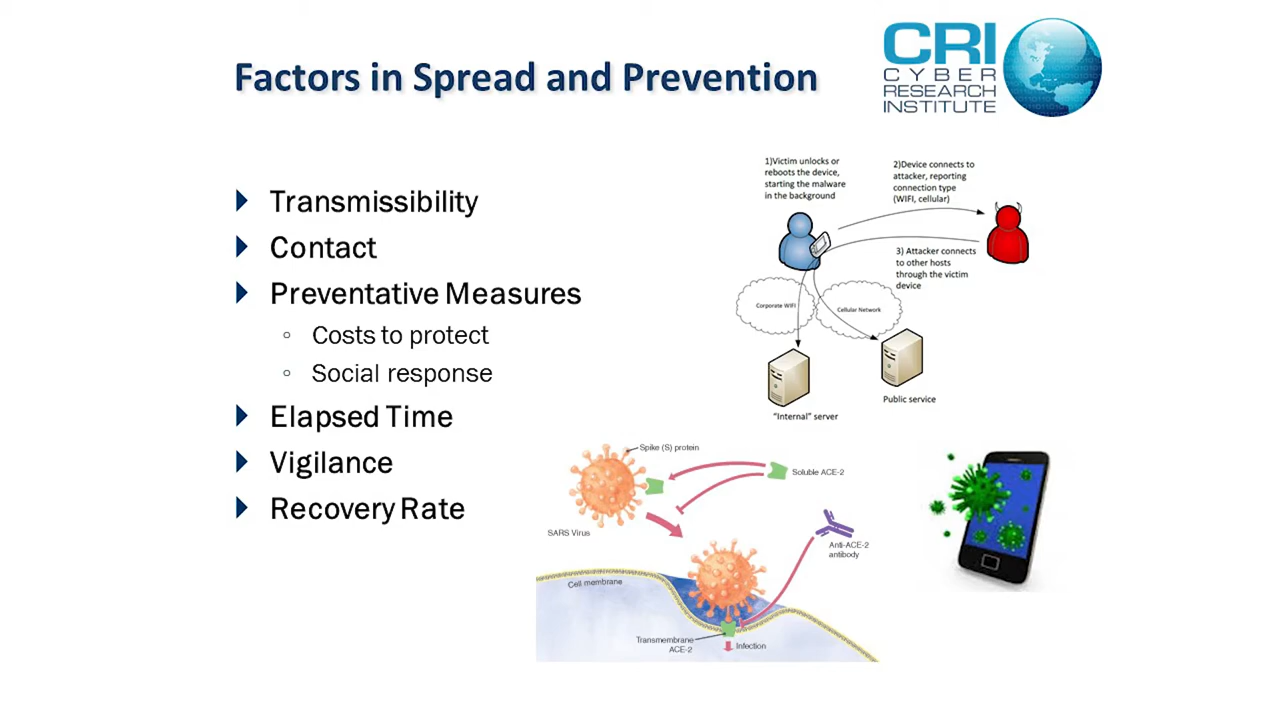 Factors in Spread and Prevention
CRI
CYBER
RESEARCH
INSTITUTE
Transmissibility
Contact
Preventative Measures
Costs to protect
Social response
Elapsed Time
Vigilance
Recovery Rate
1)Victim unlocks or
reboots the device,
starting the malware
in the background
2)Device connects to
attacker, reporting
connection type
(WIFI, cellular)
3) Attacker connects
to other hosts
through the victim
device
Corporate WIFI
Cellular Network
"Internal" server
Public service
Spike (S) protein
Soluble ACE-2
SARS Virus
Anti-ACE-2
antibody
Cell membrane
Transmembrane
ACE-2
Infection